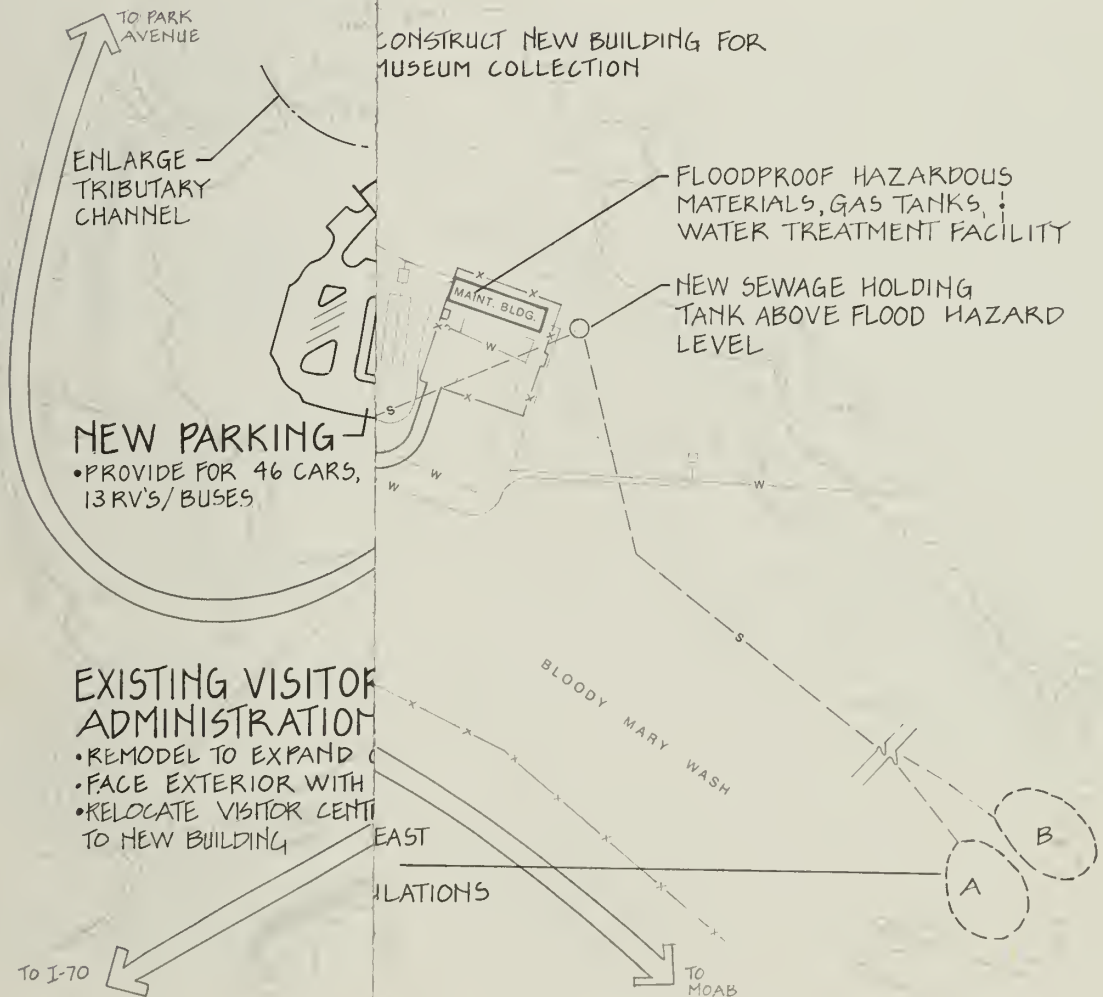 TO PARK
AVENUE
CONSTRUCT NEW BUILDING FOR
MUSEUM COLLECTION
ENLARGE
TRIBUTARY
CHANNEL
FLOODPROOF HAZARDOUS
MATERIALS, GAS TANKS,
WATER TREATMENT FACILITY
NEW SEWAGE HOLDING
TANK ABOVE FLOOD HAZARD
LEVEL
MAINT. BLDG.
W
S
NEW PARKING
•PROVIDE FOR 46 CARS,
13 RV'S/BUSES
W
W
W
S
BLOODY MARY WASH
EXISTING VISITOR
ADMINISTRATION
•REMODEL TO EXPAND
•FACE EXTERIOR WITH
•RELOCATE VISITOR CENT
TO NEW BUILDING
EAST
ILATIONS
B
A
TO I-70
TO
MOAB